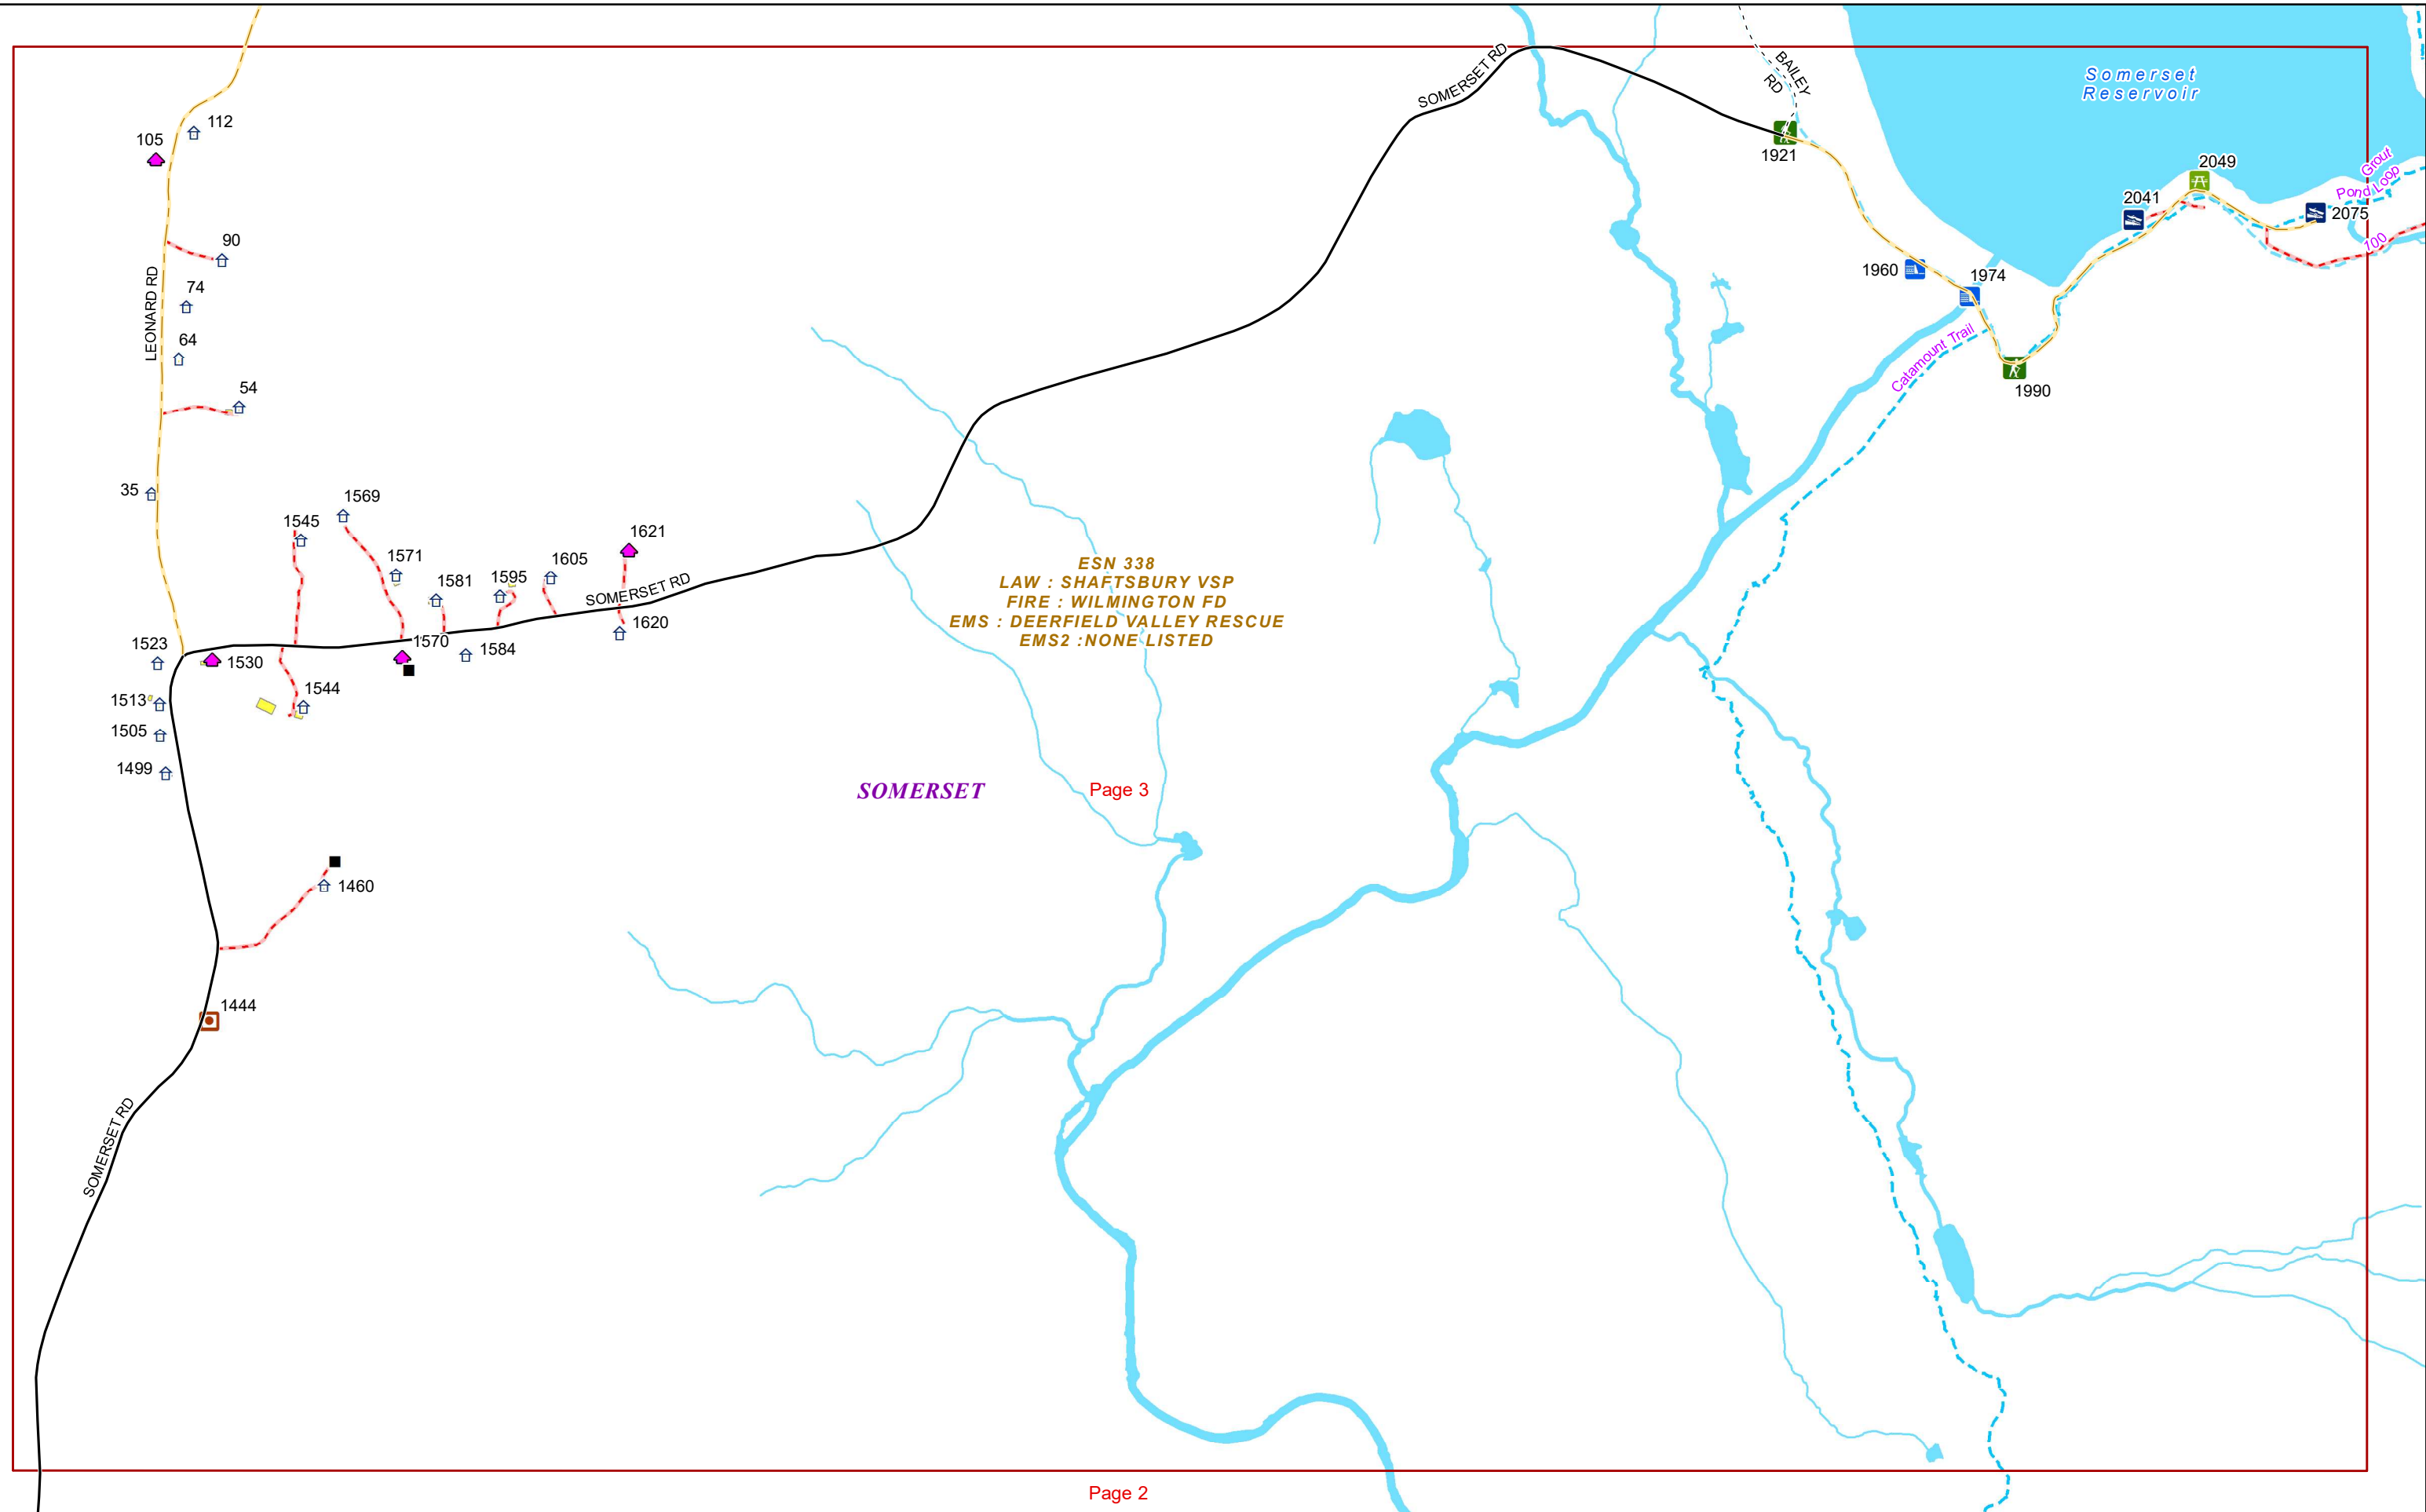 SOMERSET RD
BAILEY
RD
Somerset
Reservoir
112
105
1921
2049
Grout
Pond Loop
2041
2075
90
700
1960
1974
74
LEONARD RD
64
Catamount Trail
54
1990
35
1569
1545
1621
1571
1605
1581
1595
SOMERSET RD
ESN 338
LAW : SHAFTSBURY VSP
FIRE : WILMINGTON FD
EMS : DEERFIELD VALLEY RESCUE
EMS2 :NONE LISTED
1620
1523
1570
1584
1530
1544
1513
1505
1499
SOMERSET
Page 3
1460
1444
SOMERSET RD
Page 2